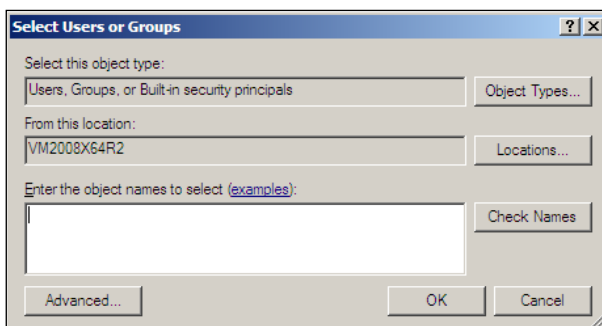 Select Users or Groups
Select this object type:
Users, Groups, or Built-in security principals
Object Types...
From this location:
VM2008X64R2
Locations...
Enter the object names to select (examples):
Check Names
Advanced...
OK
Cancel